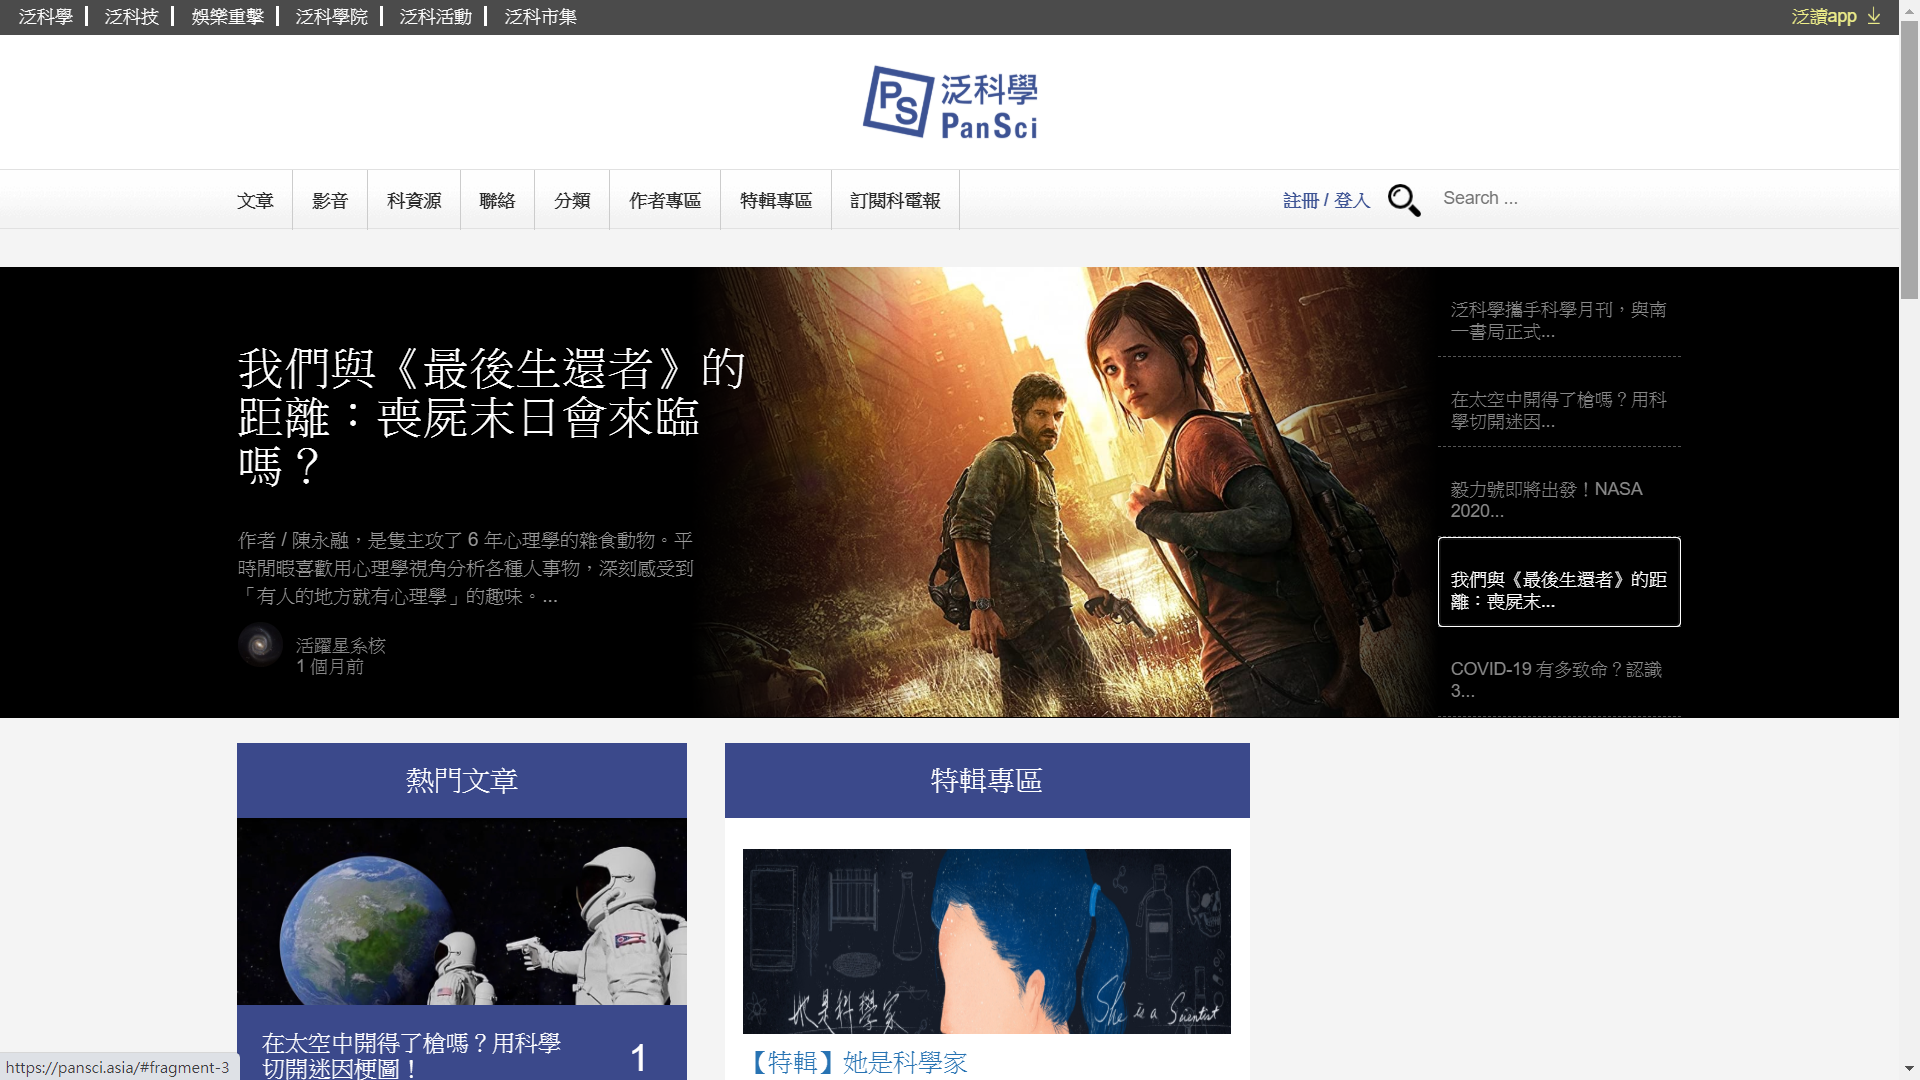 泛科學
泛科技
娛樂重擊
泛科學院
泛科活動
泛科市集
泛讀app
PS
泛科學
PanSci
文章
影音
科資源
聯絡
分類
作者專區
特輯專區
訂閱科電報
註冊 / 登入
Search ...
我們與《最後生還者》的
距離：喪屍末日會來臨
嗎？
作者 / 陳永融，是隻主攻了 6 年心理學的雜食動物。平
時閒暇喜歡用心理學視角分析各種人事物，深刻感受到
「有人的地方就有心理學」的趣味。...
活躍星系核
1 個月前
泛科學攜手科學月刊，與南
一書局正式...
在太空中開得了槍嗎？用科
學切開迷因...
毅力號即將出發！NASA
2020...
我們與《最後生還者》的距
離：喪屍末...
COVID-19 有多致命？認識
3...
熱門文章
在太空中開得了槍嗎？用科學
切開迷因梗圖！
1
特輯專區
她是科學家
She is a Scientist
【特輯】她是科學家
https://pansci.asia/#fragment-3